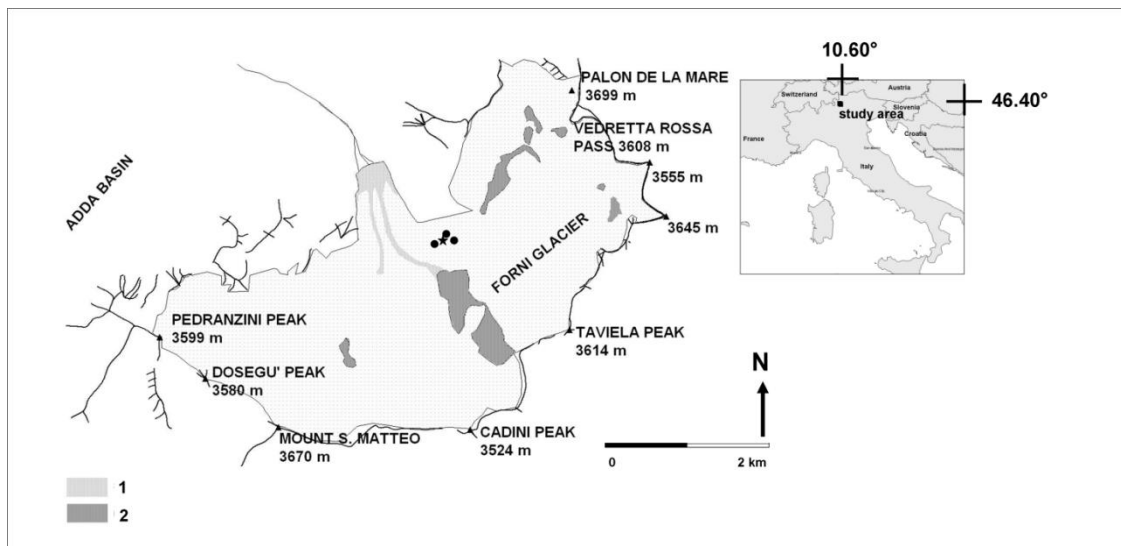 10.60°
PALON DE LA MARE
3699 m
46.40°
Switzerland
Austria
Slovenia
study area
Croatia
France
Italy
VEDRETTA ROSSA
PASS 3608 m
3555 m
ADDA BASIN
3645 m
FORNI GLACIER
PEDRANZINI PEAK
3599 m
TAVIELA PEAK
3614 m
DOSEGU' PEAK
3580 m
N
MOUNT S. MATTEO
3670 m
CADINI PEAK
3524 m
0
2 km
1
2